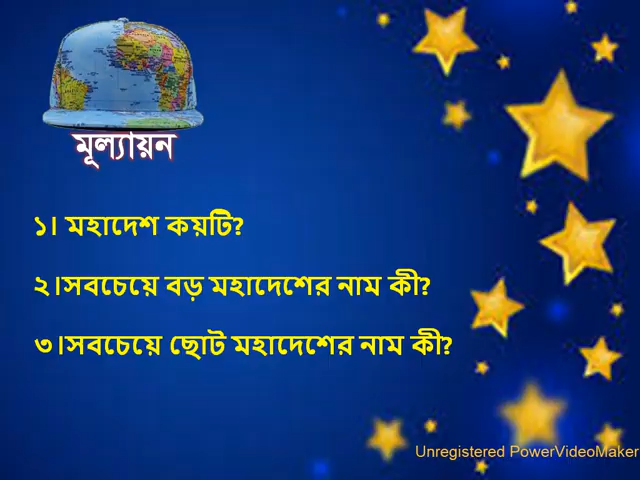 মূল্যায়ন
১। মহাদেশ কয়টি?
২।সবচেয়ে বড় মহাদেশের নাম কী?
৩।সবচেয়ে ছোট মহাদেশের নাম কী?
Unregistered PowerVideoMaker